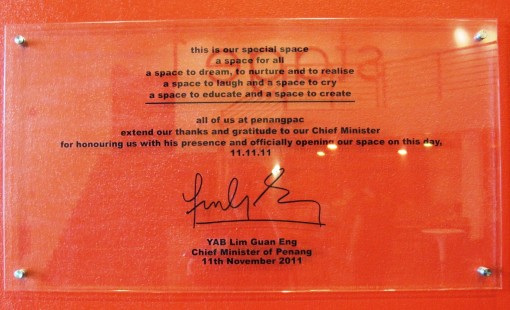 this is our special space
a space for all
a space to dream, to nurture and to realise
a space to laugh and a space to cry
a space to educate and a space to create
all of us at penangpac
extend our thanks and gratitude to our Chief Minister
for honouring us with his presence and officially opening our space on this day,
11.11.11
YAB Lim Guan Eng
Chief Minister of Penang
11th November 2011